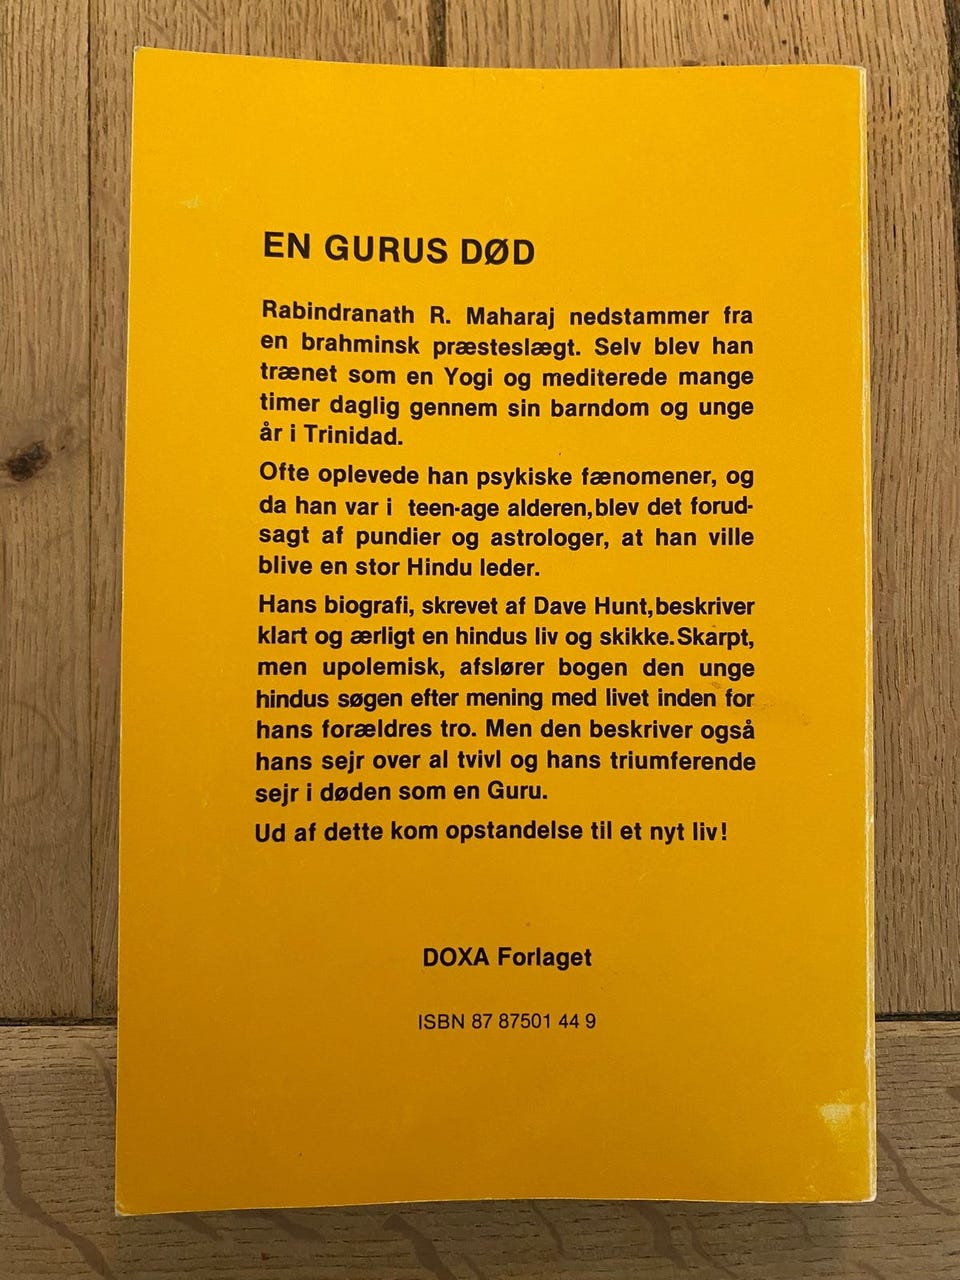 EN GURUS DØD
Rabindranath R. Maharaj nedstammer fra
en brahminsk præsteslægt. Selv blev han
trænet som en Yogi og mediterede mange
timer daglig gennem sin barndom og unge
år i Trinidad.
Ofte oplevede han psykiske fænomener, og
da han var i teen-age alderen,blev det forud-
sagt af pundier og astrologer, at han ville
blive en stor Hindu leder.
Hans biografi, skrevet af Dave Hunt,beskriver
klart og ærligt en hindus liv og skikke.Skarpt,
men upolemisk, afslører bogen den unge
hindus søgen efter mening med livet inden for
hans forældres tro. Men den beskriver også
hans sejr over al tvivl og hans triumferende
sejr i døden som en Guru.
Ud af dette kom opstandelse til et nyt liv!
DOXA Forlaget
ISBN 87 87501 44 9